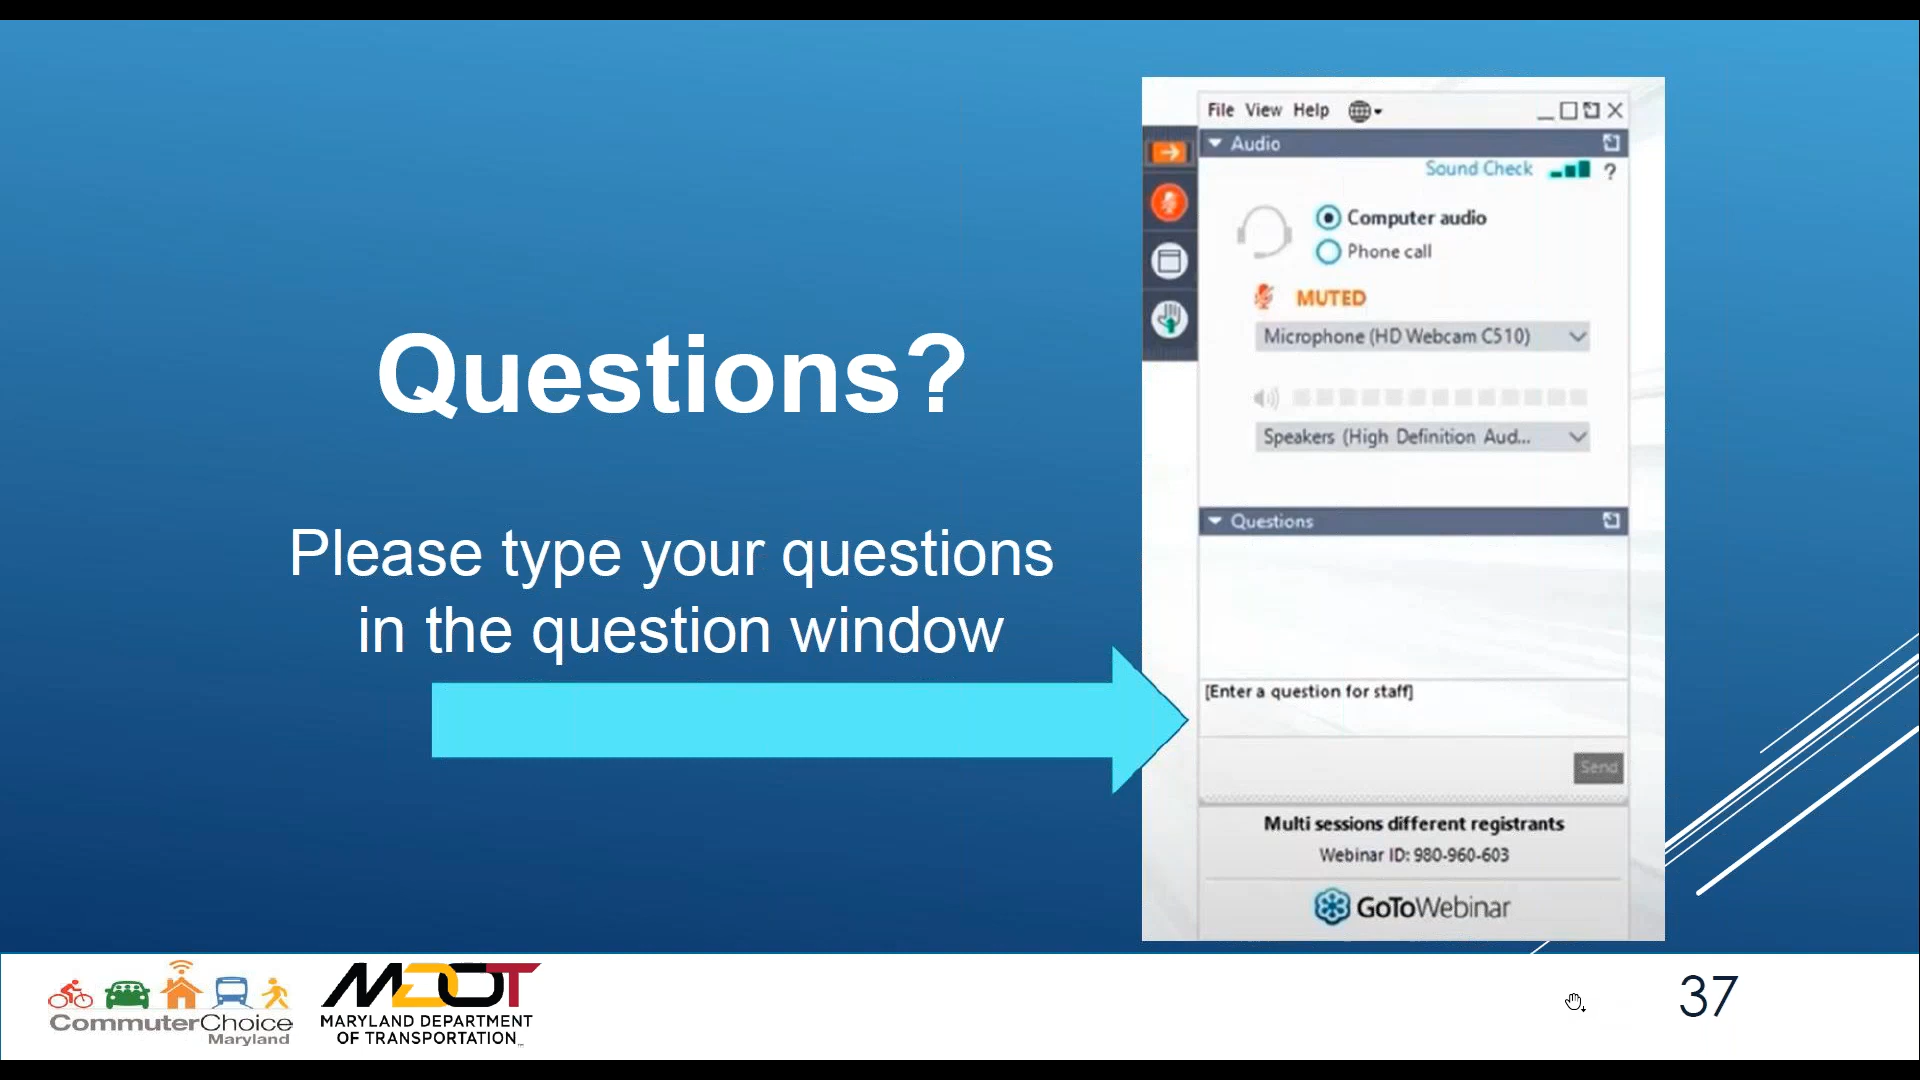 Questions?
Please type your questions
in the question window
File View Help
Audio
Sound Check
?
Computer audio
Phone call
MUTED
Microphone (HD Webcam C510)
Speakers (High Definition Aud...
Questions
[Enter a question for staff]
Send
Multi sessions different registrants
Webinar ID: 980-960-603
GoToWebinar
CommuterChoice
Maryland
MDOT
MARYLAND DEPARTMENT
OF TRANSPORTATION™
37